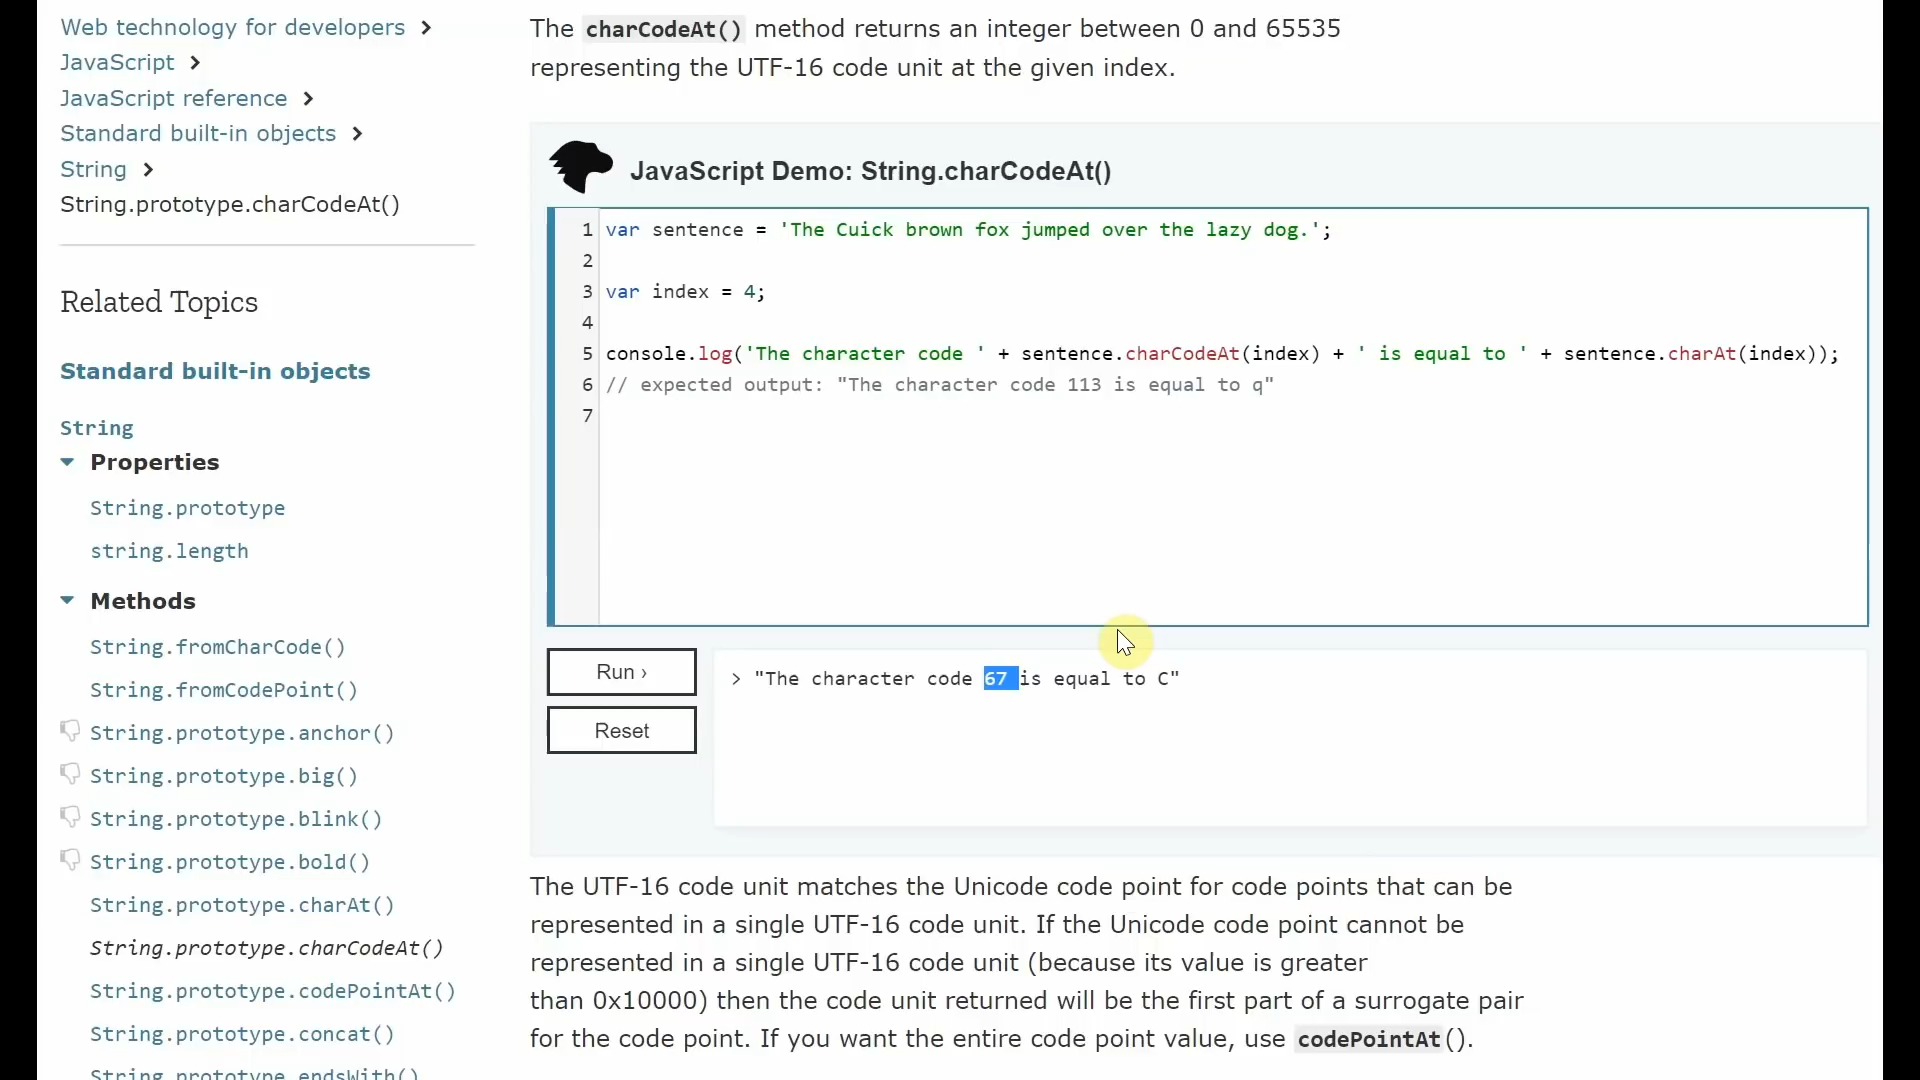 Web technology for developers
JavaScript
JavaScript reference
Standard built-in objects
String
String.prototype.charCodeAt()
Related Topics
Standard built-in objects
String
Properties
String.prototype
string.length
Methods
String.fromCharCode()
String.fromCodePoint()
String.prototype.anchor()
String.prototype.big()
String.prototype.blink()
String.prototype.bold()
String.prototype.charAt()
String.prototype.charCodeAt()
String.prototype.codePointAt()
String.prototype.concat()
String.prototype.endsWith()
The charCodeAt() method returns an integer between 0 and 65535
representing the UTF-16 code unit at the given index.
JavaScript Demo: String.charCodeAt()
1 var sentence = 'The Cuick brown fox jumped over the lazy dog.';
2
3 var index = 4;
4
5 console.log('The character code ' + sentence.charCodeAt(index) + ' is equal to ' + sentence.charAt(index));
6 // expected output: "The character code 113 is equal to q"
7
Run ›
Reset
> "The character code 67 is equal to C"
The UTF-16 code unit matches the Unicode code point for code points that can be
represented in a single UTF-16 code unit. If the Unicode code point cannot be
represented in a single UTF-16 code unit (because its value is greater
than 0x10000) then the code unit returned will be the first part of a surrogate pair
for the code point. If you want the entire code point value, use codePointAt().